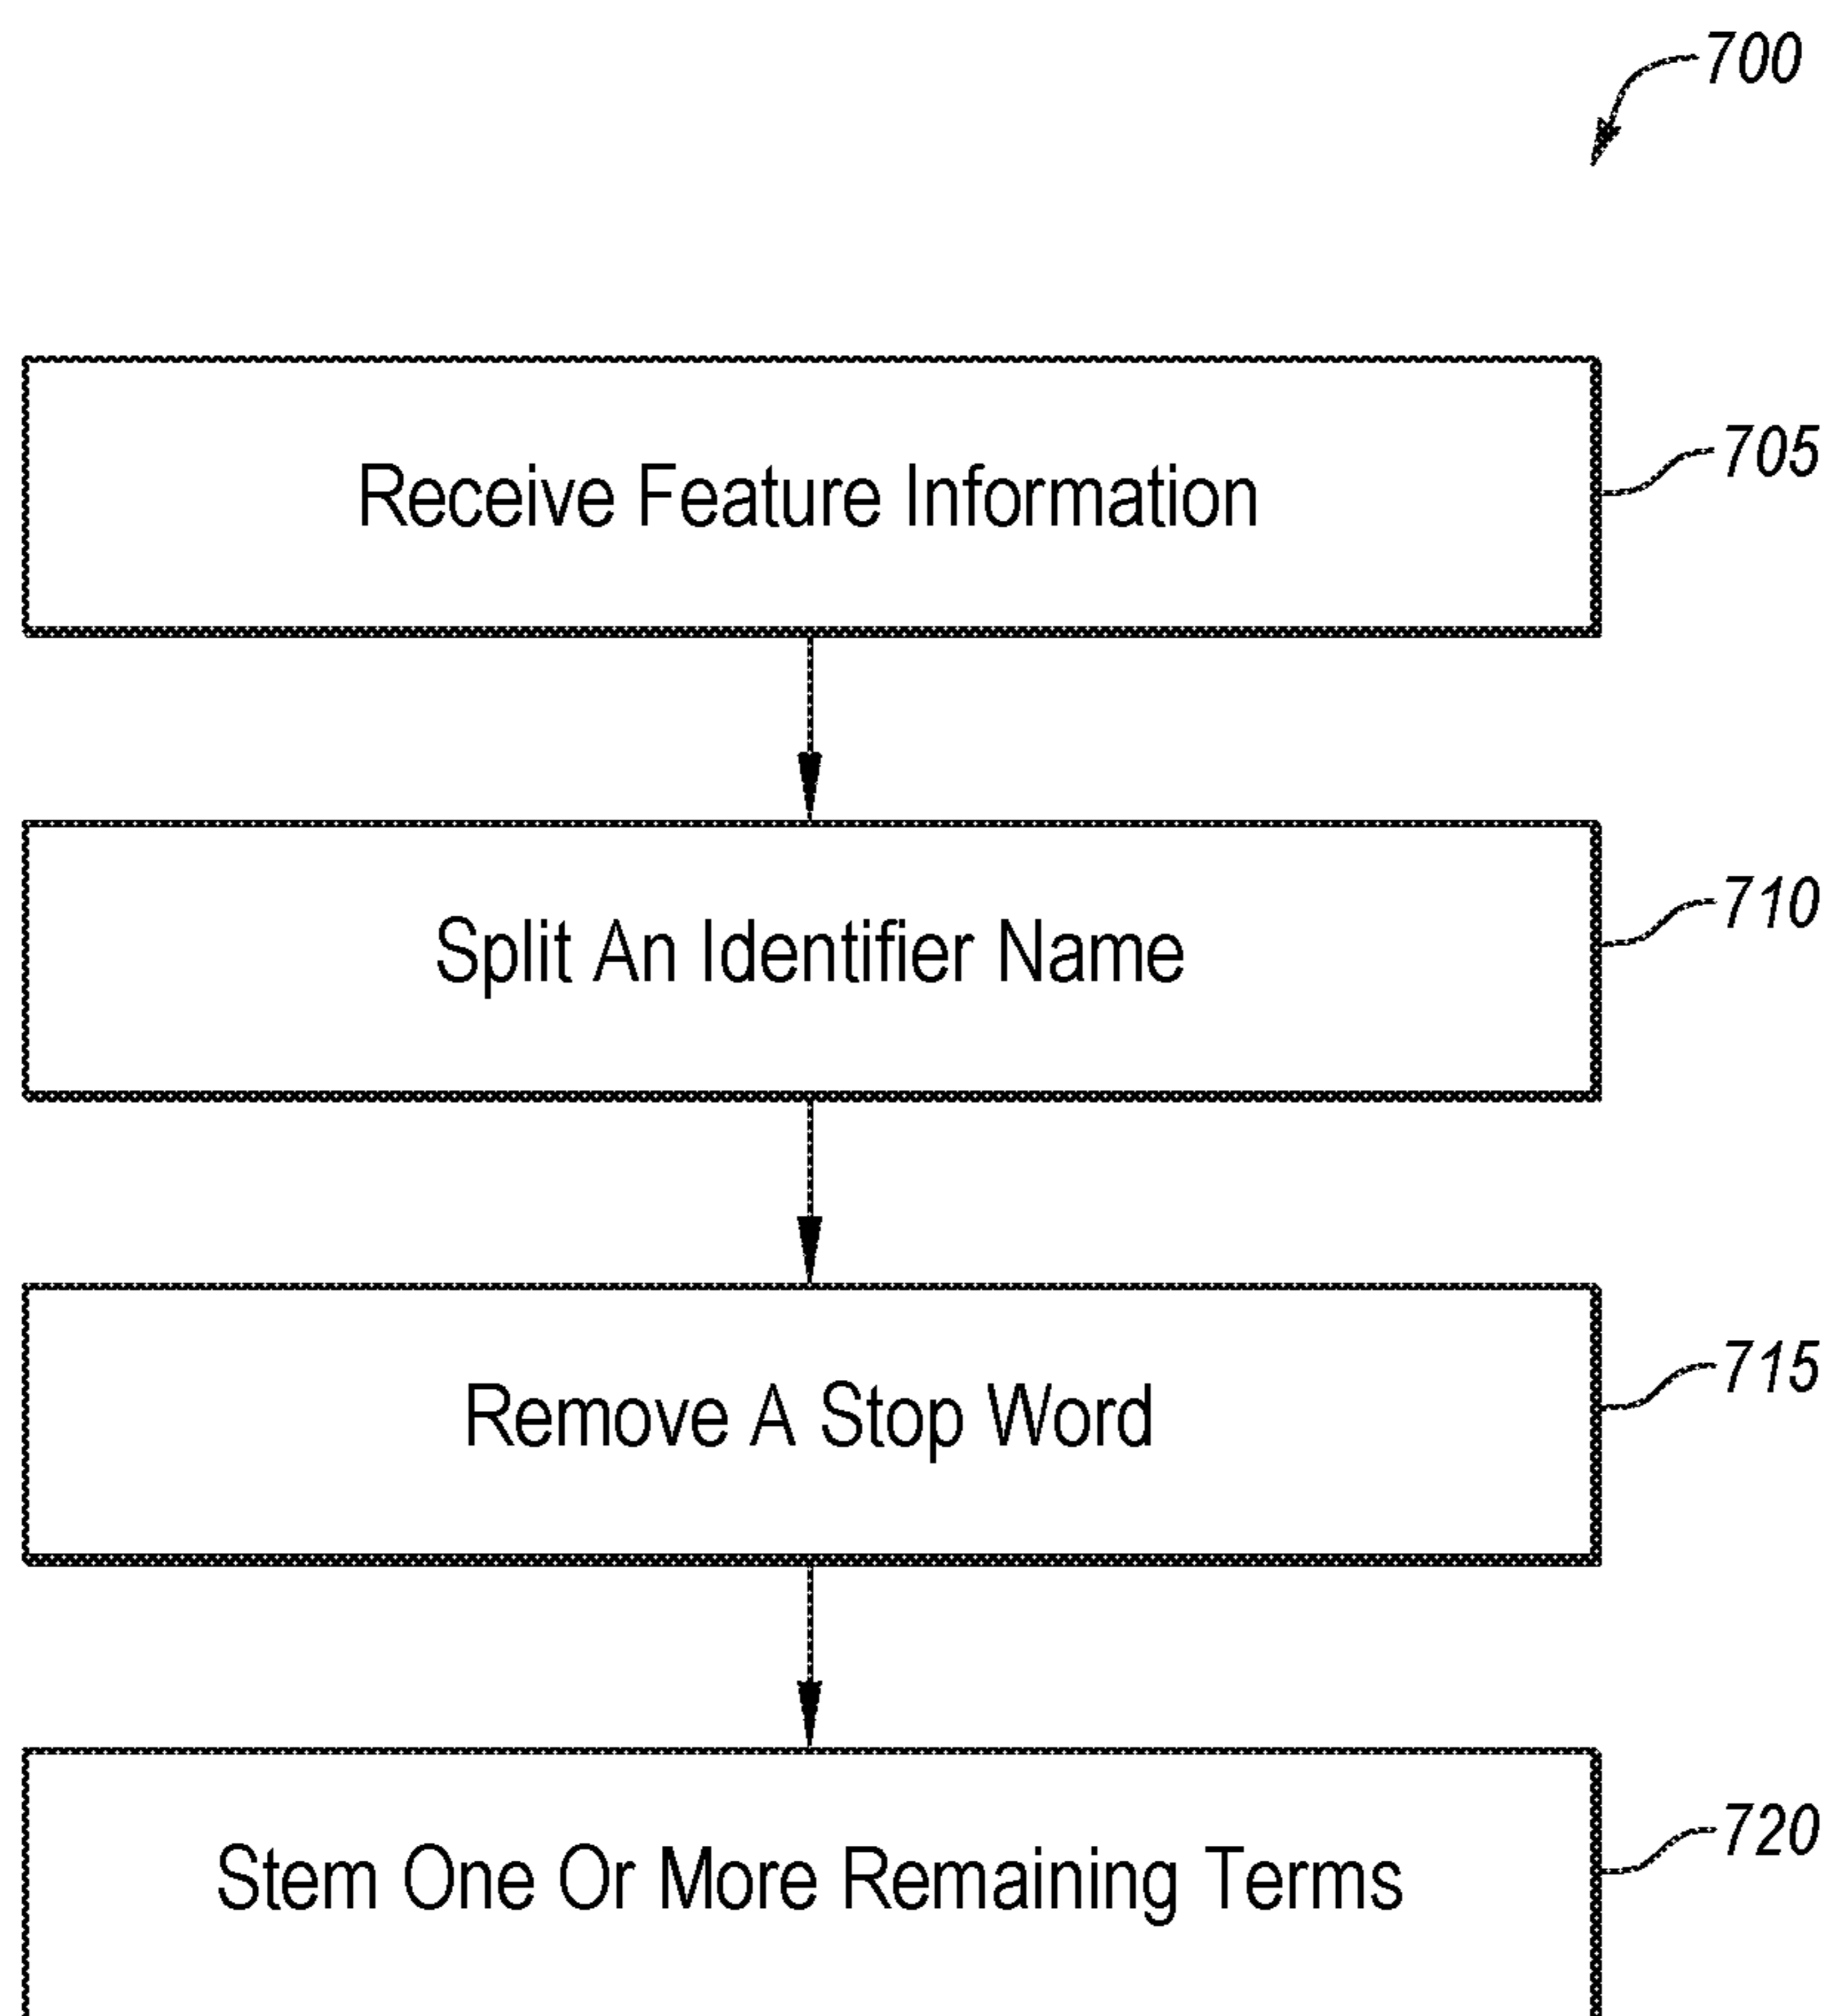 700
Receive Feature Information
705
Split An Identifier Name
710
Remove A Stop Word
715
Stem One Or More Remaining Terms
720